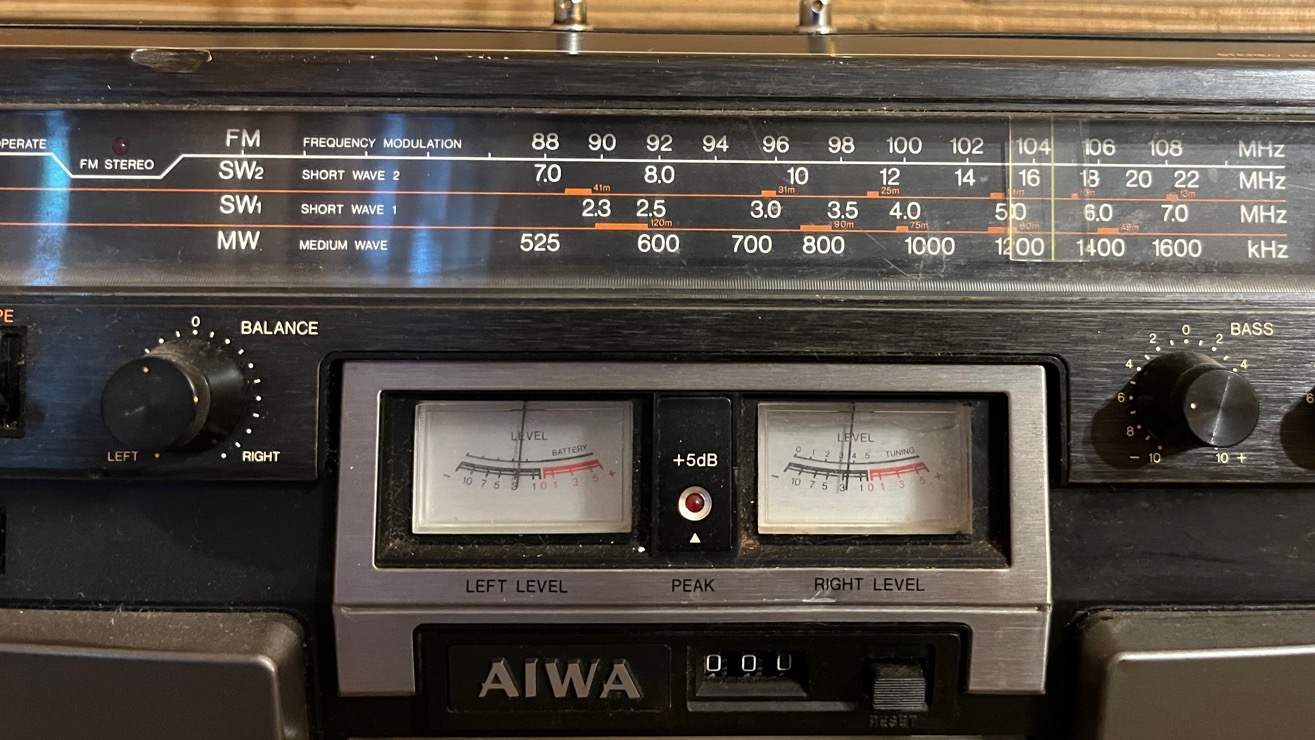 FM FREQUENCY MODULATION 88 90 92 94 96 98 100 102 104 106 108 MHz
OPERATE
FM STEREO
SW2 SHORT WAVE 2 7.0 8.0 10 12 14 16 18 20 22 MHz
41m 31m 25m 13m
SW1 SHORT WAVE 1 2.3 2.5 3.0 3.5 4.0 5.0 6.0 7.0 MHz
120m 90m 75m 60m 49m
MW MEDIUM WAVE 525 600 700 800 1000 1200 1400 1600 kHz
0 BALANCE
LEFT RIGHT
2 0 2 BASS
4 4
6
8
- 10 10 +
6
LEVEL
BATTERY
- 10 7 5 3 1 0 1 3 5 +
+5dB
LEVEL
0 1 2 3 4 5 TUNING
- 10 7 5 3 1 0 1 3 5 +
LEFT LEVEL PEAK RIGHT LEVEL
AIWA
RESET